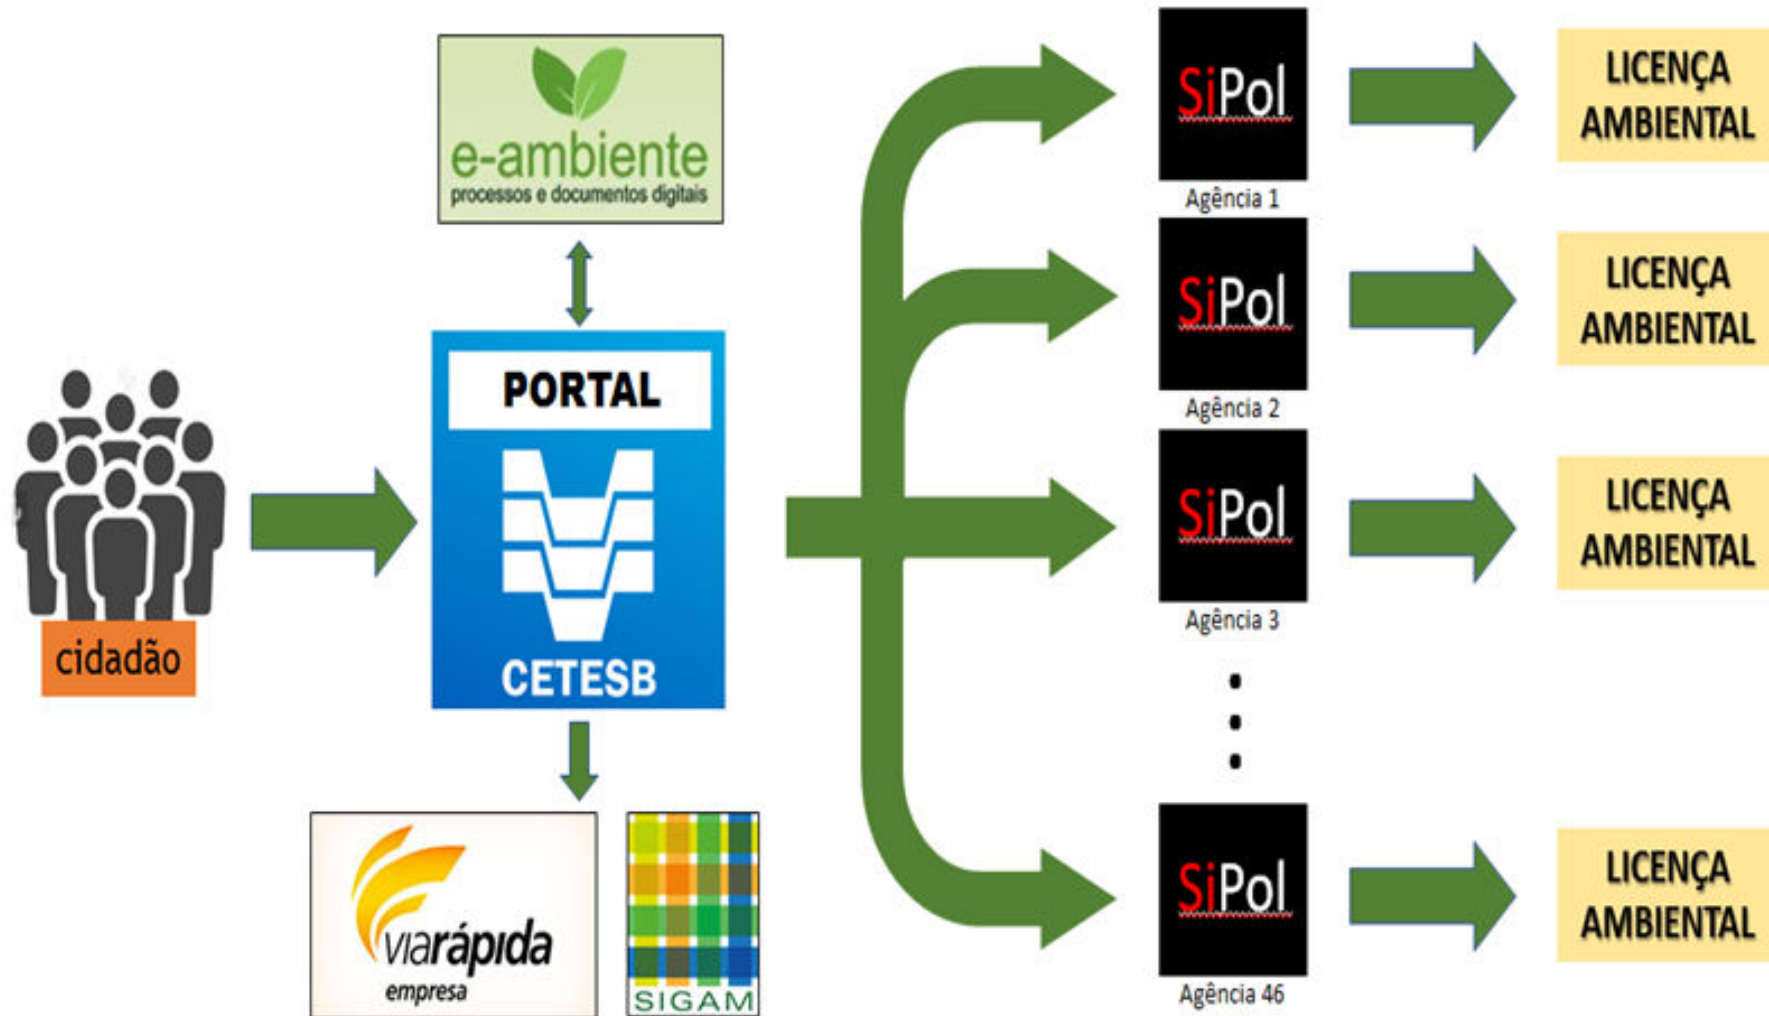 e-ambiente
processos e documentos digitais
cidadão
PORTAL
CETESB
viarápida
empresa
SIGAM
SiPol
Agência 1
LICENÇA
AMBIENTAL
SiPol
Agência 2
LICENÇA
AMBIENTAL
SiPol
Agência 3
LICENÇA
AMBIENTAL
SiPol
Agência 46
LICENÇA
AMBIENTAL